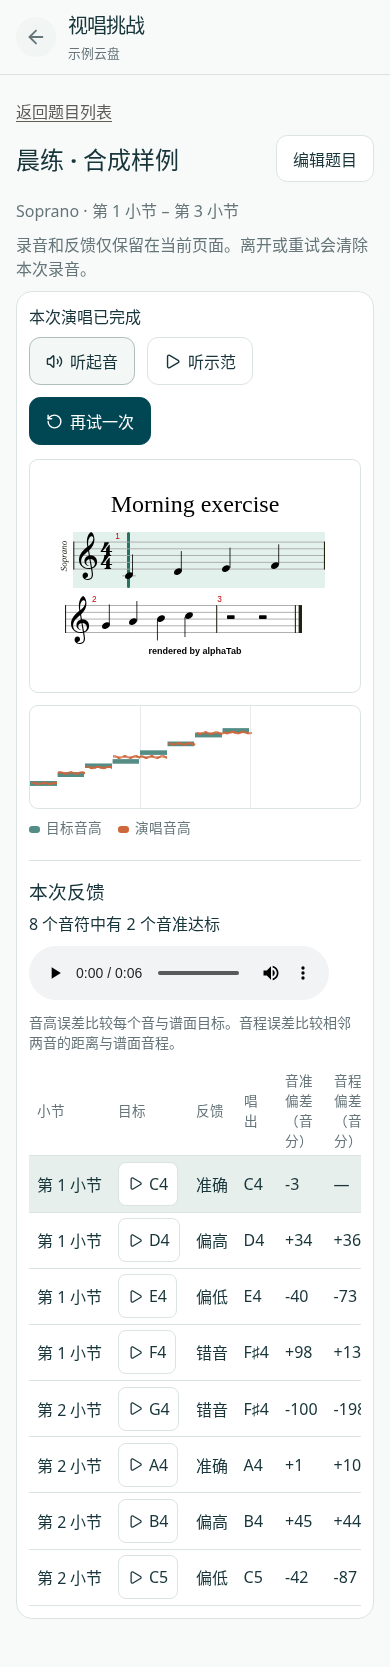 视唱挑战
示例云盘
返回题目列表
晨练 · 合成样例
编辑题目
Soprano · 第 1 小节 – 第 3 小节
录音和反馈仅保留在当前页面。离开或重试会清除
本次录音。
本次演唱已完成
听起音
听示范
再试一次
Morning exercise
Soprano
1
4
4
2
3
rendered by alphaTab
目标音高
演唱音高
本次反馈
8 个音符中有 2 个音准达标
0:00 / 0:06
音高误差比较每个音与谱面目标。音程误差比较相邻
两音的距离与谱面音程。
小节 目标 反馈 唱出 音准偏差（音分） 音程偏差（音分）
第 1 小节 C4 准确 C4 -3 —
第 1 小节 D4 偏高 D4 +34 +36
第 1 小节 E4 偏低 E4 -40 -73
第 1 小节 F4 错音 F♯4 +98 +13
第 2 小节 G4 错音 F♯4 -100 -198
第 2 小节 A4 准确 A4 +1 +10
第 2 小节 B4 偏高 B4 +45 +44
第 2 小节 C5 偏低 C5 -42 -87